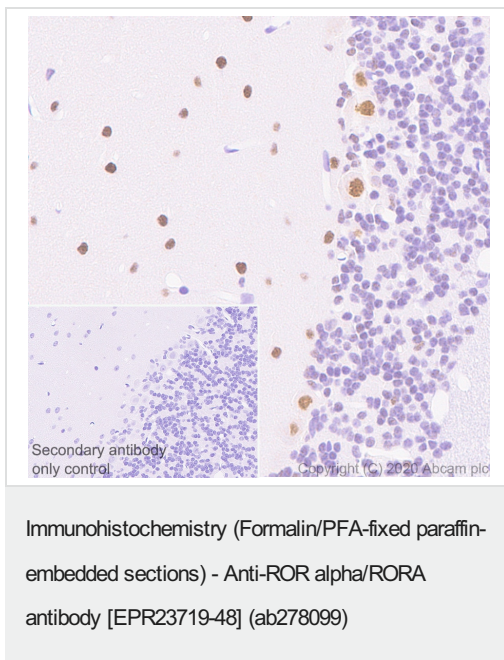 Secondary antibody
only control
Copyright (C) 2020 Abcam plc
Immunohistochemistry (Formalin/PFA-fixed paraffin-
embedded sections) - Anti-ROR alpha/RORA
antibody [EPR23719-48] (ab278099)